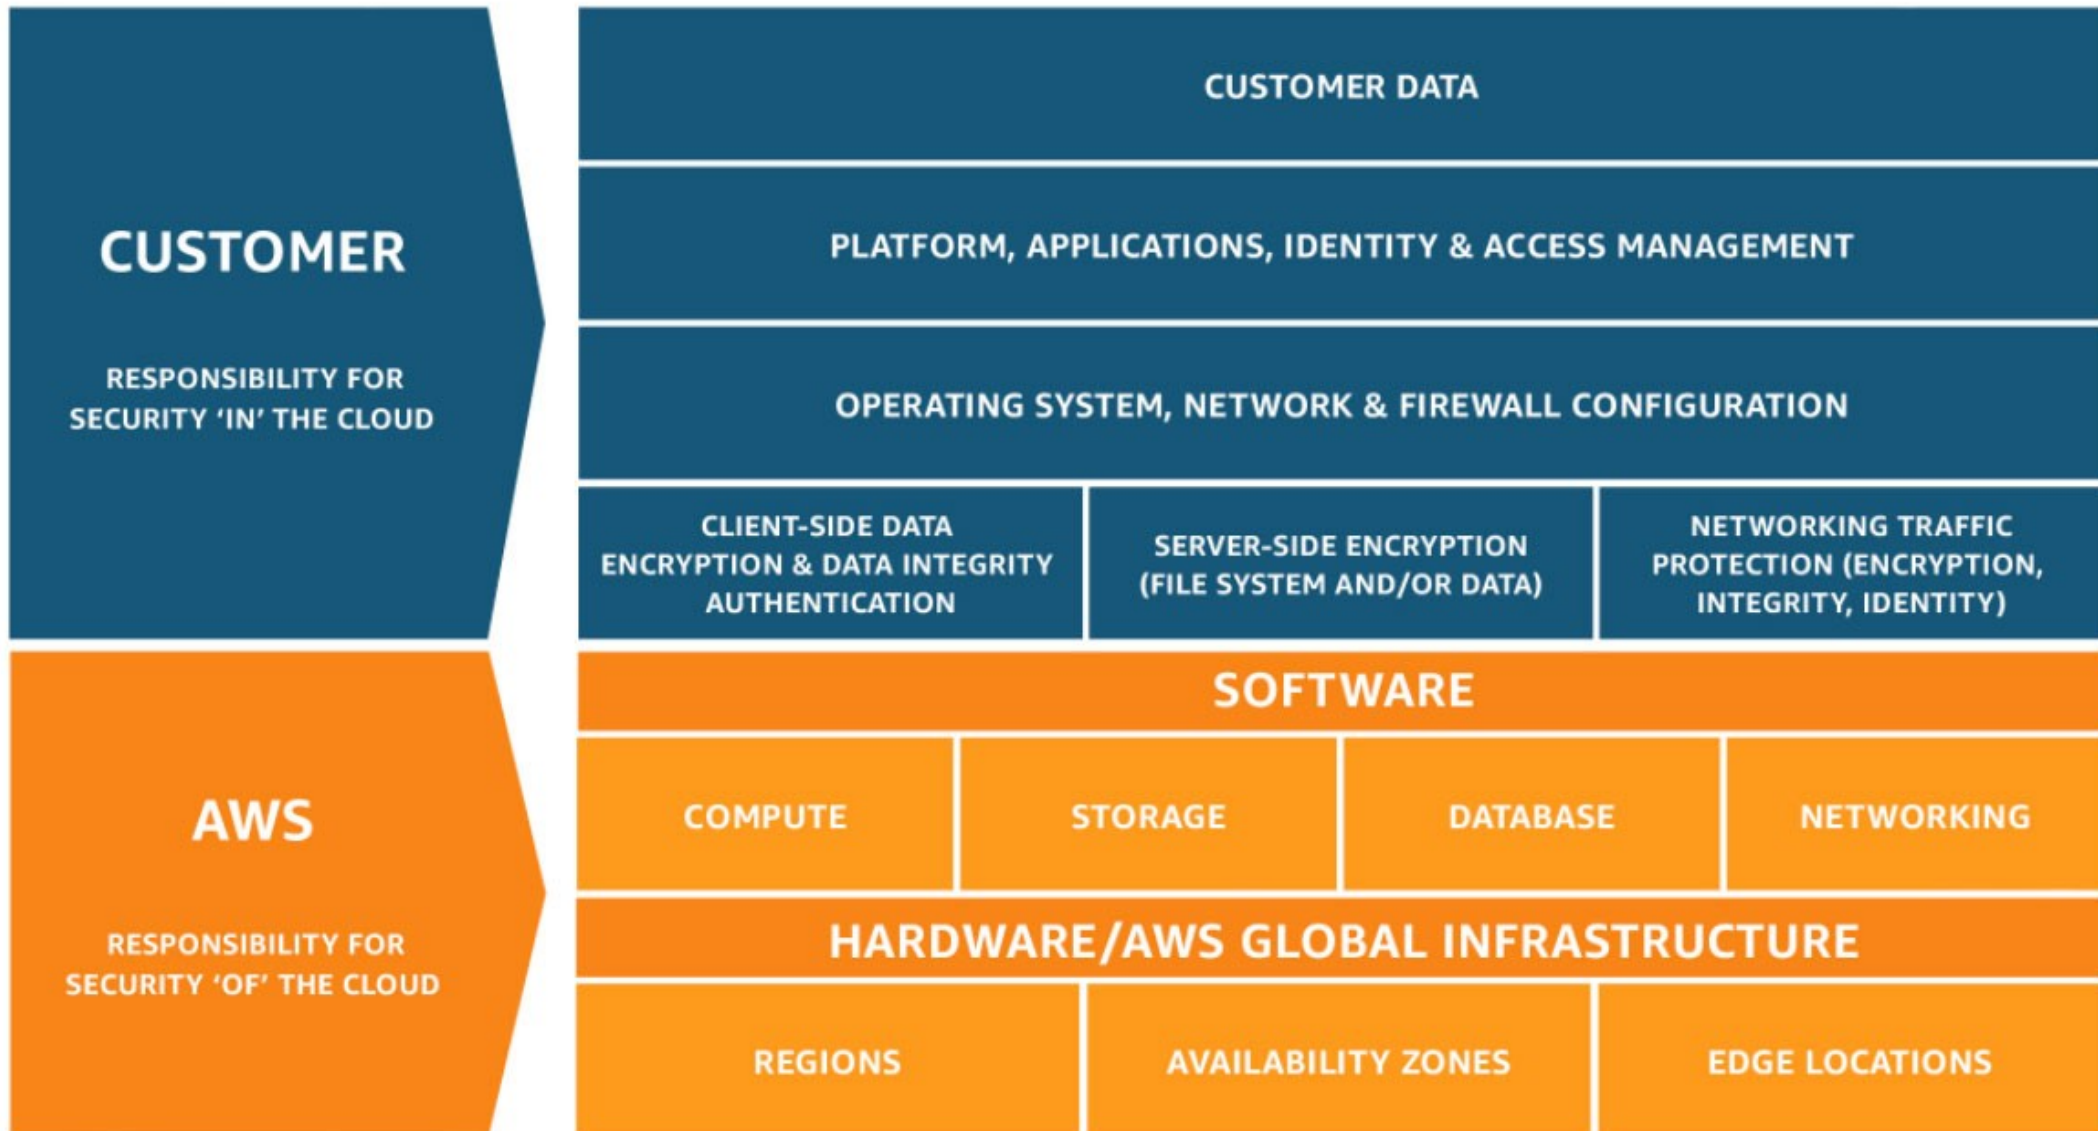 CUSTOMER
RESPONSIBILITY FOR
SECURITY ‘IN’ THE CLOUD
CUSTOMER DATA
PLATFORM, APPLICATIONS, IDENTITY & ACCESS MANAGEMENT
OPERATING SYSTEM, NETWORK & FIREWALL CONFIGURATION
CLIENT-SIDE DATA
ENCRYPTION & DATA INTEGRITY
AUTHENTICATION
SERVER-SIDE ENCRYPTION
(FILE SYSTEM AND/OR DATA)
NETWORKING TRAFFIC
PROTECTION (ENCRYPTION,
INTEGRITY, IDENTITY)
AWS
RESPONSIBILITY FOR
SECURITY ‘OF’ THE CLOUD
SOFTWARE
COMPUTE
STORAGE
DATABASE
NETWORKING
HARDWARE/AWS GLOBAL INFRASTRUCTURE
REGIONS
AVAILABILITY ZONES
EDGE LOCATIONS